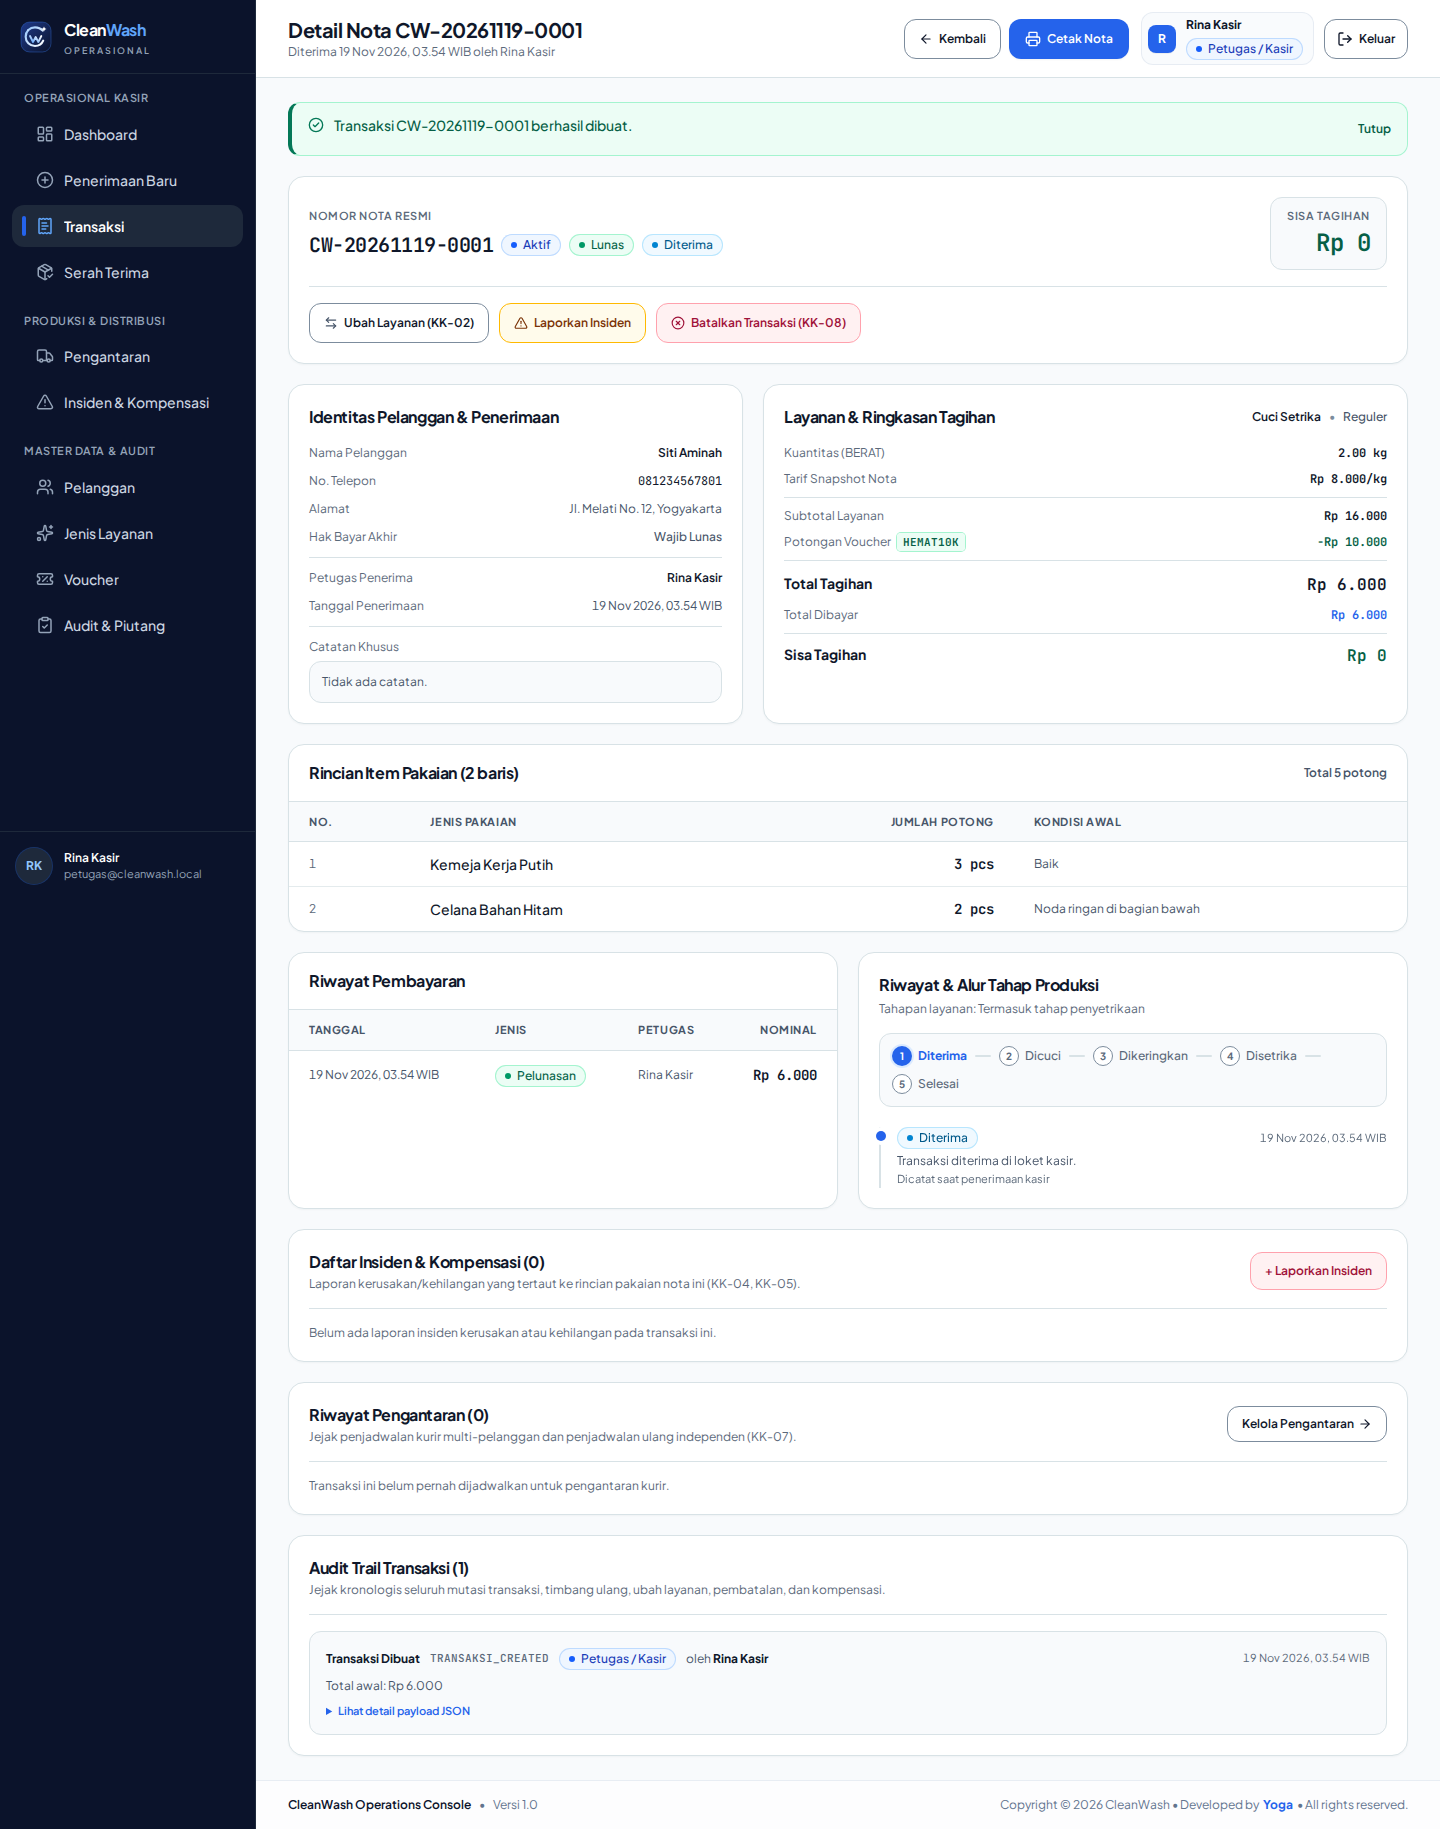 CleanWash
OPERASIONAL
OPERASIONAL KASIR
Dashboard
Penerimaan Baru
Transaksi
Serah Terima
PRODUKSI & DISTRIBUSI
Pengantaran
Insiden & Kompensasi
MASTER DATA & AUDIT
Pelanggan
Jenis Layanan
Voucher
Audit & Piutang
RK
Rina Kasir
petugas@cleanwash.local
Detail Nota CW-20261119-0001
Diterima 19 Nov 2026, 03.54 WIB oleh Rina Kasir
Kembali
Cetak Nota
R
Rina Kasir
Petugas / Kasir
Keluar
Transaksi CW-20261119-0001 berhasil dibuat.
Tutup
NOMOR NOTA RESMI
CW-20261119-0001 Aktif Lunas Diterima
SISA TAGIHAN
Rp 0
Ubah Layanan (KK-02)
Laporkan Insiden
Batalkan Transaksi (KK-08)
Identitas Pelanggan & Penerimaan
Nama Pelanggan Siti Aminah
No. Telepon 081234567801
Alamat Jl. Melati No. 12, Yogyakarta
Hak Bayar Akhir Wajib Lunas
Petugas Penerima Rina Kasir
Tanggal Penerimaan 19 Nov 2026, 03.54 WIB
Catatan Khusus
Tidak ada catatan.
Layanan & Ringkasan Tagihan Cuci Setrika • Reguler
Kuantitas (BERAT) 2.00 kg
Tarif Snapshot Nota Rp 8.000/kg
Subtotal Layanan Rp 16.000
Potongan Voucher HEMAT10K -Rp 10.000
Total Tagihan Rp 6.000
Total Dibayar Rp 6.000
Sisa Tagihan Rp 0
Rincian Item Pakaian (2 baris) Total 5 potong
NO. JENIS PAKAIAN JUMLAH POTONG KONDISI AWAL
1 Kemeja Kerja Putih 3 pcs Baik
2 Celana Bahan Hitam 2 pcs Noda ringan di bagian bawah
Riwayat Pembayaran
TANGGAL JENIS PETUGAS NOMINAL
19 Nov 2026, 03.54 WIB Pelunasan Rina Kasir Rp 6.000
Riwayat & Alur Tahap Produksi
Tahapan layanan: Termasuk tahap penyetrikaan
1 Diterima 2 Dicuci 3 Dikeringkan 4 Disetrika
5 Selesai
Diterima 19 Nov 2026, 03.54 WIB
Transaksi diterima di loket kasir.
Dicatat saat penerimaan kasir
Daftar Insiden & Kompensasi (0)
Laporan kerusakan/kehilangan yang tertaut ke rincian pakaian nota ini (KK-04, KK-05).
+ Laporkan Insiden
Belum ada laporan insiden kerusakan atau kehilangan pada transaksi ini.
Riwayat Pengantaran (0)
Jejak penjadwalan kurir multi-pelanggan dan penjadwalan ulang independen (KK-07).
Kelola Pengantaran →
Transaksi ini belum pernah dijadwalkan untuk pengantaran kurir.
Audit Trail Transaksi (1)
Jejak kronologis seluruh mutasi transaksi, timbang ulang, ubah layanan, pembatalan, dan kompensasi.
Transaksi Dibuat TRANSAKSI_CREATED Petugas / Kasir oleh Rina Kasir 19 Nov 2026, 03.54 WIB
Total awal: Rp 6.000
Lihat detail payload JSON
CleanWash Operations Console • Versi 1.0
Copyright © 2026 CleanWash • Developed by Yoga • All rights reserved.